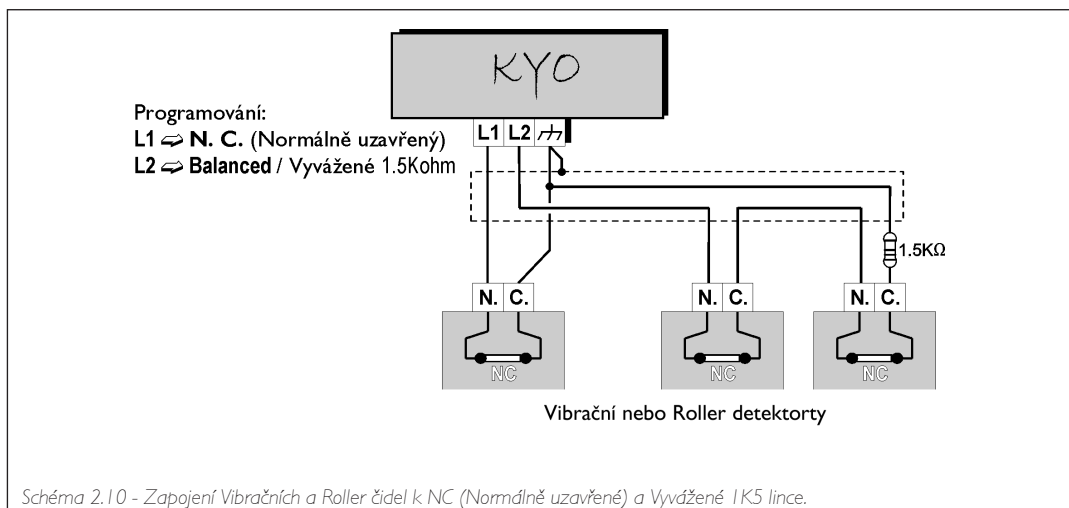 KYO
Programování:
L1 ➫ N. C. (Normálně uzavřený)
L2 ➫ Balanced / Vyvážené 1.5Kohm
L1 L2
1.5KΩ
N. C. N. C. N. C.
NC NC NC
Vibrační nebo Roller detektorty
Schéma 2.10 - Zapojení Vibračních a Roller čidel k NC (Normálně uzavřené) a Vyvážené 1K5 lince.